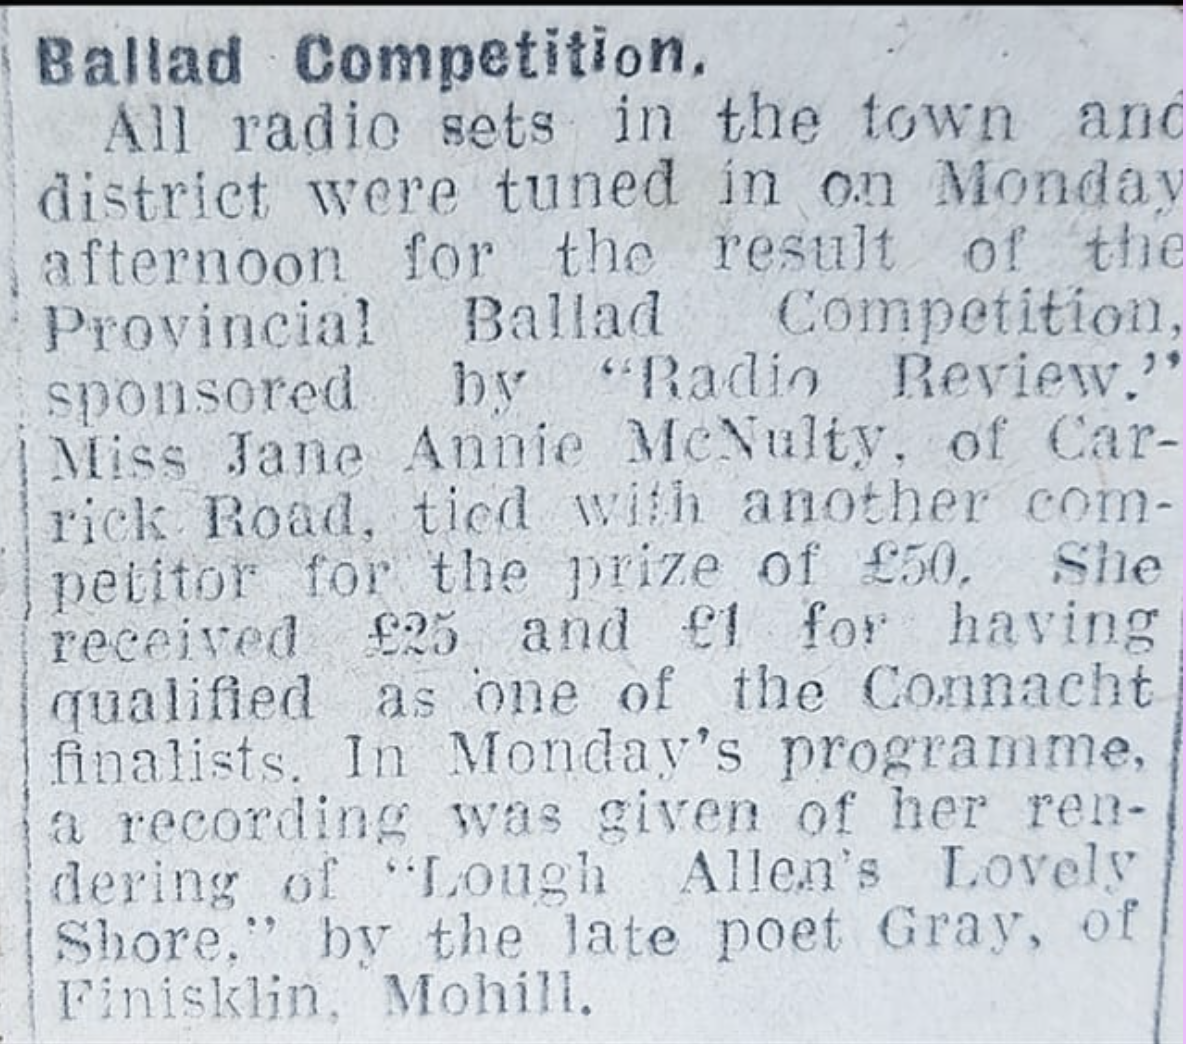 Ballad Competition.
All radio sets in the town and
district were tuned in on Monday
afternoon for the result of the
Provincial Ballad Competition,
sponsored by "Radio Review."
Miss Jane Annie McNulty, of Car-
rick Road, tied with another com-
petitor for the prize of £50. She
received £25 and £1 for having
qualified as one of the Connacht
finalists. In Monday's programme,
a recording was given of her ren-
dering of "Lough Allen's Lovely
Shore," by the late poet Gray, of
Finisklin, Mohill.